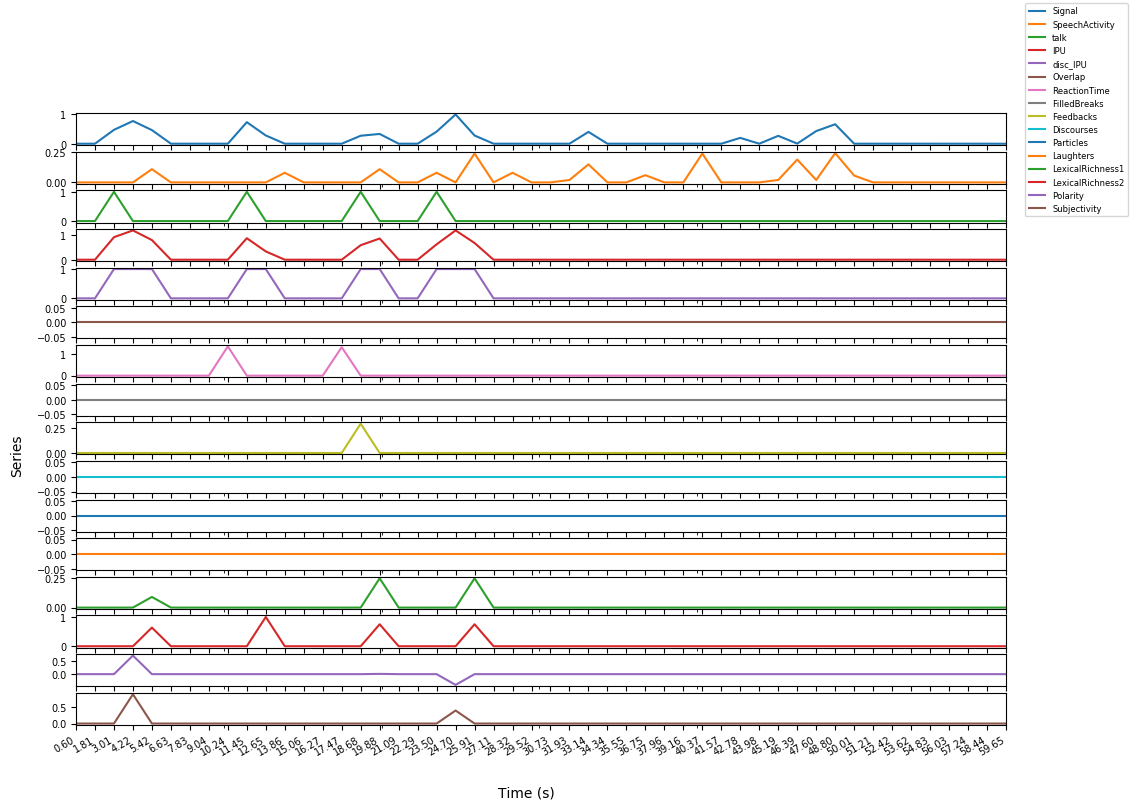 Signal
SpeechActivity
talk
IPU
disc_IPU
Overlap
ReactionTime
FilledBreaks
Feedbacks
Discourses
Particles
Laughters
LexicalRichness1
LexicalRichness2
Polarity
Subjectivity
1
0
0.25
0.00
1
0
1
0
1
0
0.05
0.00
−0.05
1
0
0.05
0.00
−0.05
0.25
0.00
0.05
0.00
−0.05
0.05
0.00
−0.05
0.05
0.00
−0.05
0.25
0.00
1
0
0.5
0.0
0.5
0.0
Series
0.60 1.81 3.01 4.22 5.42 6.63 7.83 9.04 10.24 11.45 12.65 13.86 15.06 16.27 17.47 18.68 19.88 21.09 22.29 23.50 24.70 25.91 27.11 28.32 29.52 30.73 31.93 33.14 34.34 35.55 36.75 37.96 39.16 40.37 41.57 42.78 43.98 45.19 46.39 47.60 48.80 50.01 51.21 52.42 53.62 54.83 56.03 57.24 58.44 59.65
Time (s)